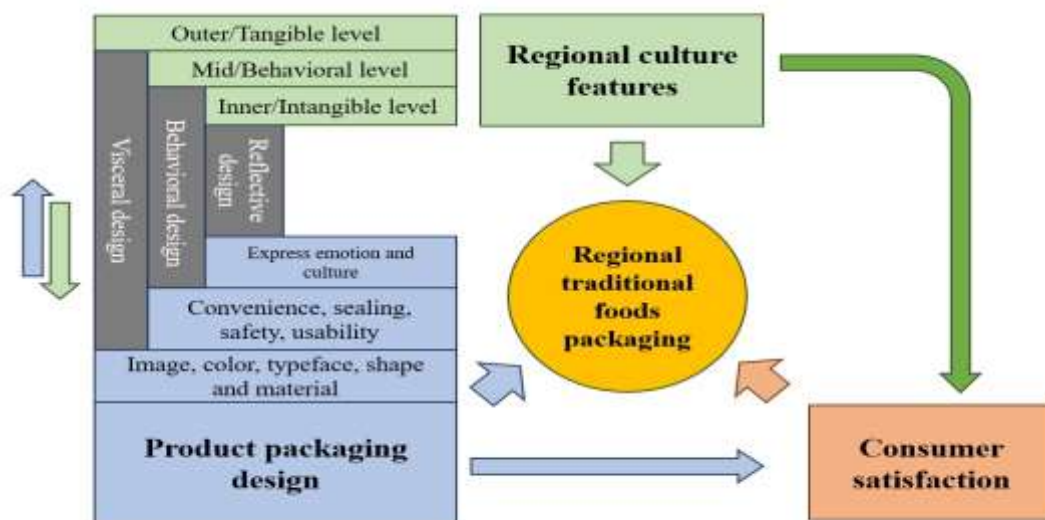 Outer/Tangible level
Mid/Behavioral level
Inner/Intangible level
Visceral design
Behavioral design
Reflective
design
Express emotion and
culture
Convenience, sealing,
safety, usability
Image, color, typeface, shape
and material
Product packaging
design
Regional culture
features
Regional
traditional
foods
packaging
Consumer
satisfaction